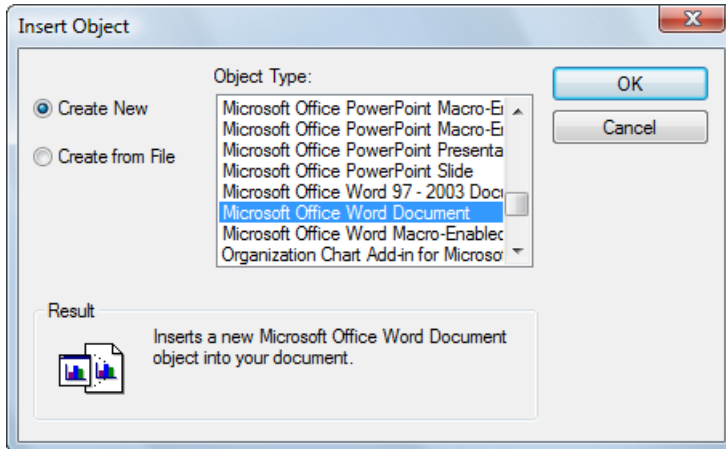 Insert Object
Object Type:
Create New
Create from File
Microsoft Office PowerPoint Macro-E
Microsoft Office PowerPoint Macro-E
Microsoft Office PowerPoint Presenta
Microsoft Office PowerPoint Slide
Microsoft Office Word 97 - 2003 Docu
Microsoft Office Word Document
Microsoft Office Word Macro-Enabled
Organization Chart Add-in for Microso
OK
Cancel
Result
Inserts a new Microsoft Office Word Document
object into your document.